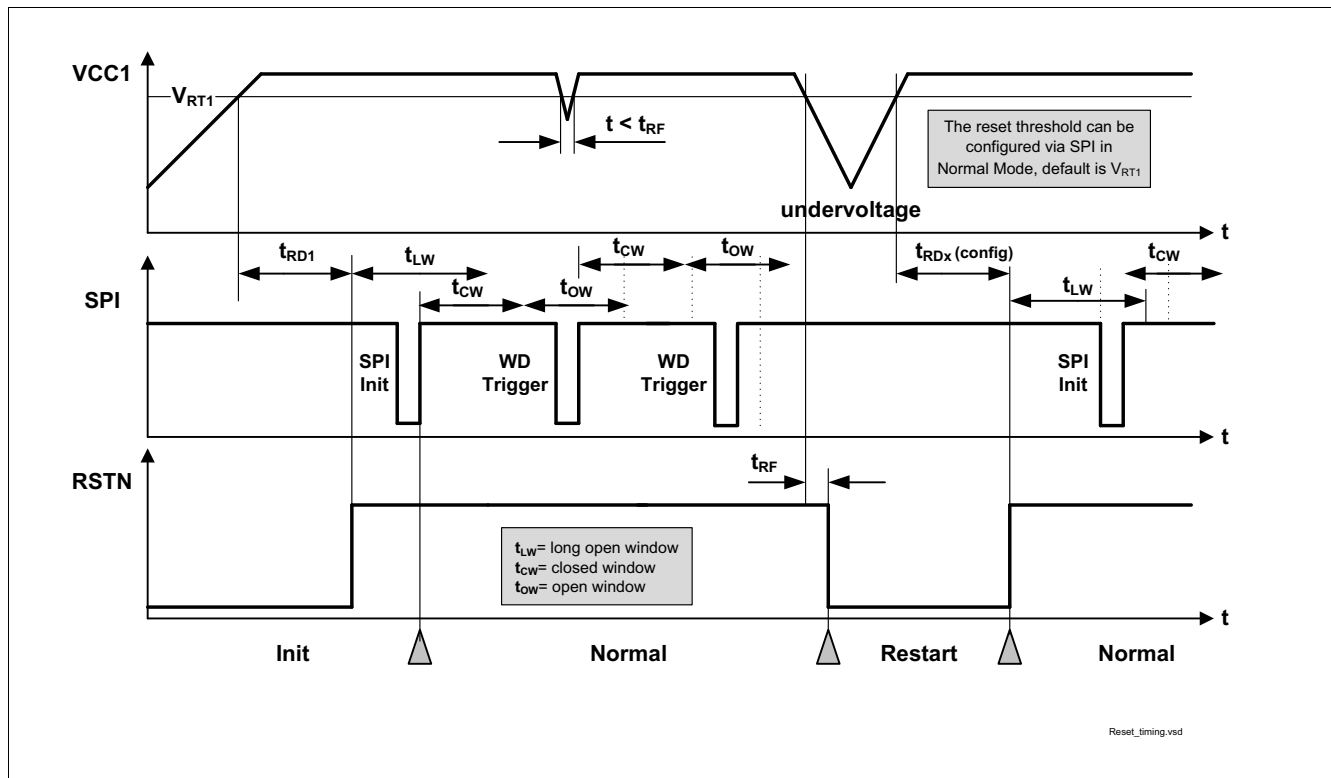 VCC1
VRT1
t < tRF
The reset threshold can be
configured via SPI in
Normal Mode, default is VRT1
undervoltage
t
tRD1
tLW
tCW
tOW
tRDx (config)
tCW
SPI
tCW
tOW
tLW
SPI
Init
WD
Trigger
WD
Trigger
SPI
Init
t
RSTN
tRF
tLW= long open window
tCW= closed window
tOW= open window
t
Init
Normal
Restart
Normal
Reset_timing.vsd